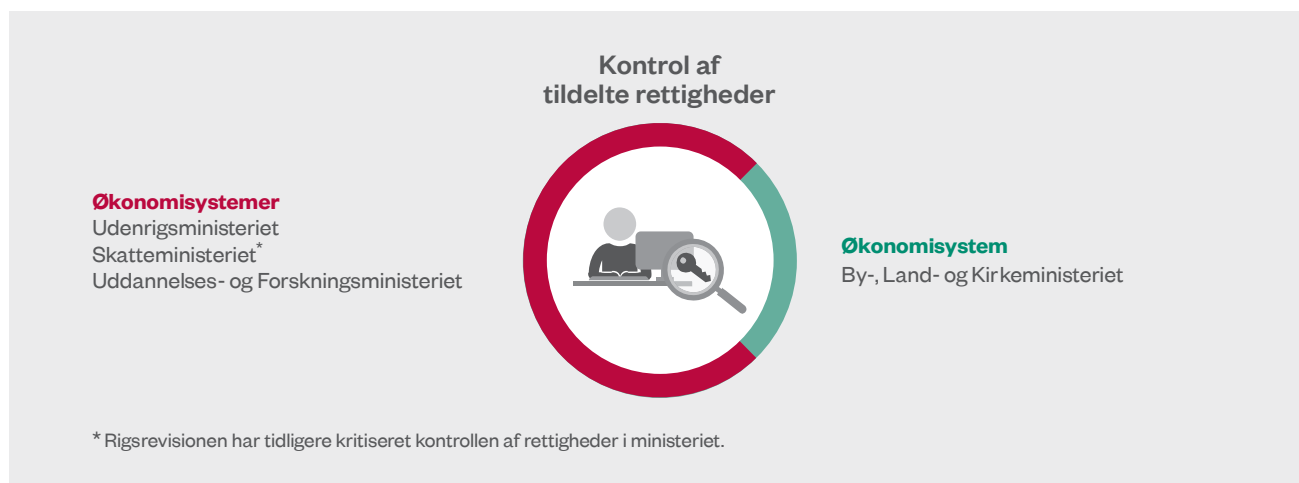 Kontrol af
tildelte rettigheder
Økonomisystemer
Udenrigsministeriet
Skatteministeriet*
Uddannelses- og Forskningsministeriet
Økonomisystem
By-, Land- og Kirkeministeriet
* Rigsrevisionen har tidligere kritiseret kontrollen af rettigheder i ministeriet.